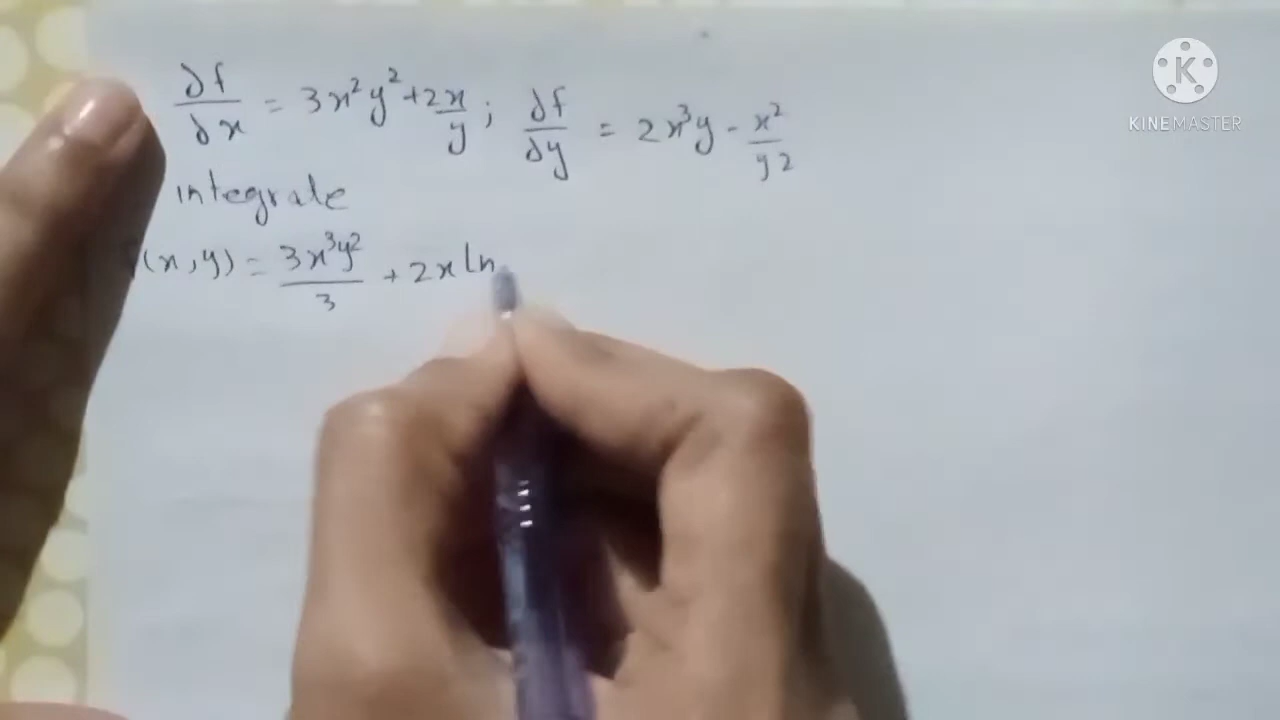 ∂f/∂x = 3x²y² + 2x/y ; ∂f/∂y = 2x³y - x²/y²
integrate
(x,y) = 3x³y²/3 + 2x ln
KINEMASTER